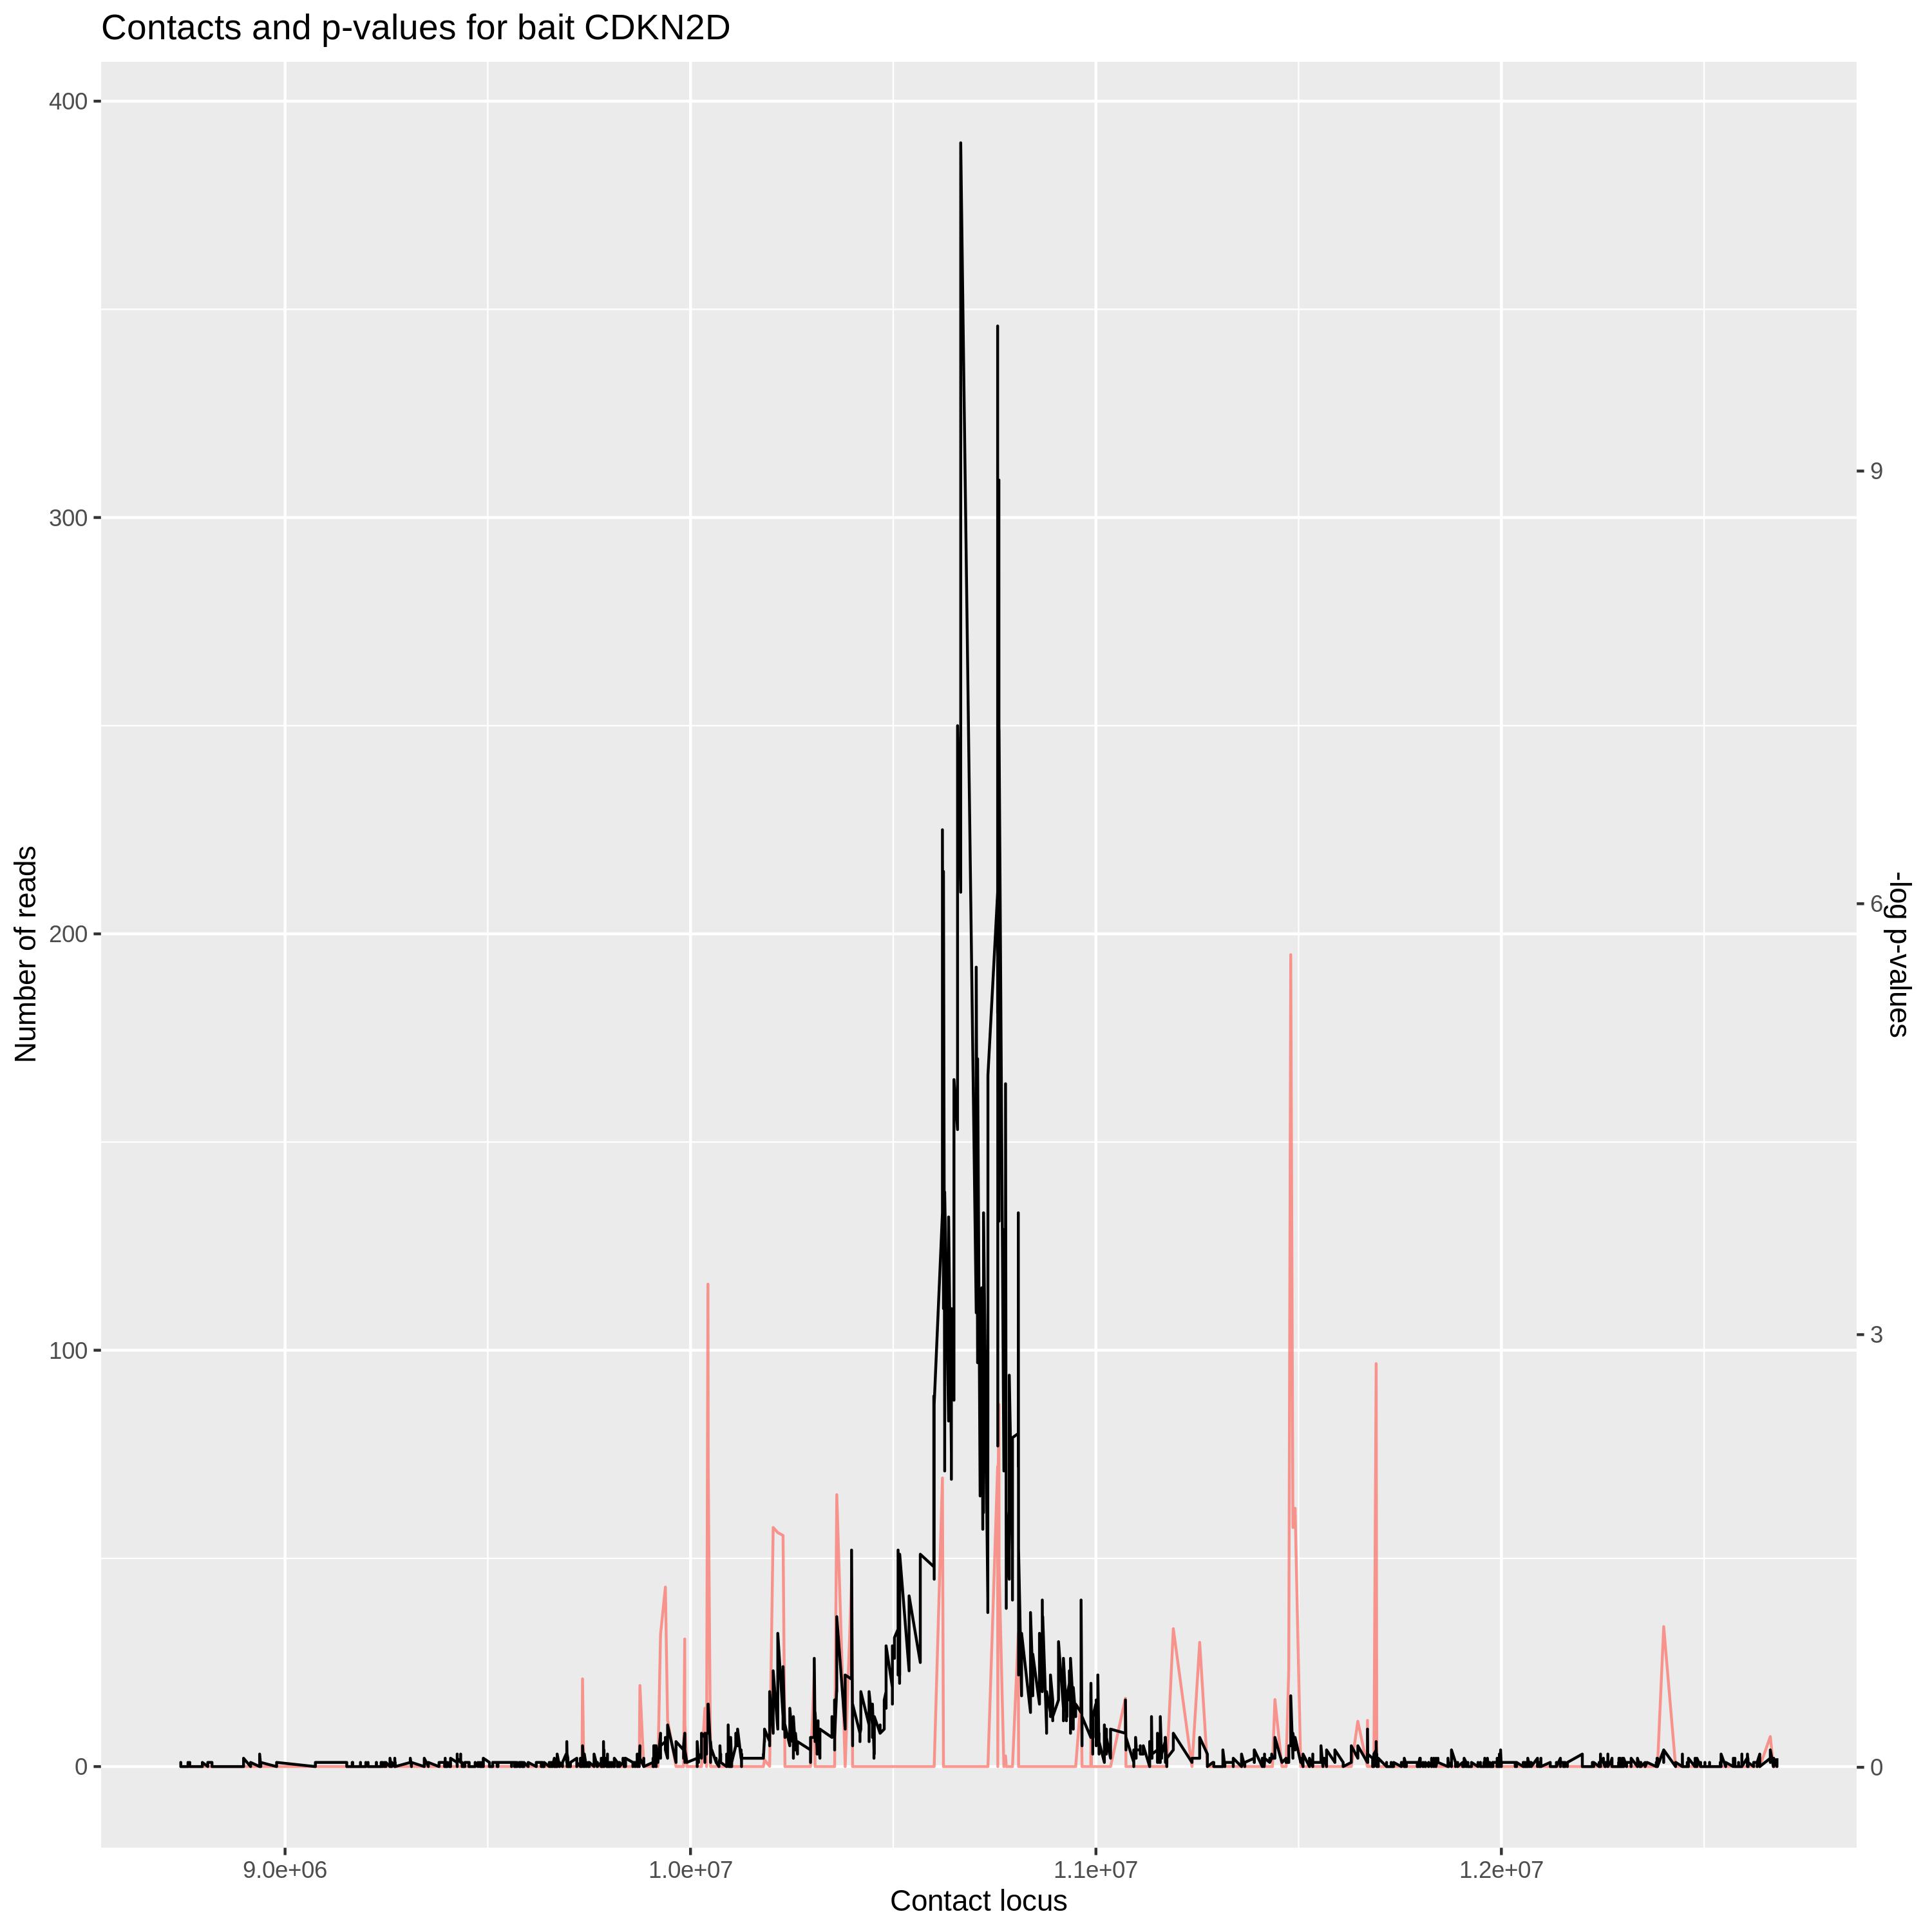 Contacts and p-values for bait CDKN2D
400
300
200
100
0
Number of reads
9
6
3
0
-log p-values
9.0e+06
1.0e+07
1.1e+07
1.2e+07
Contact locus